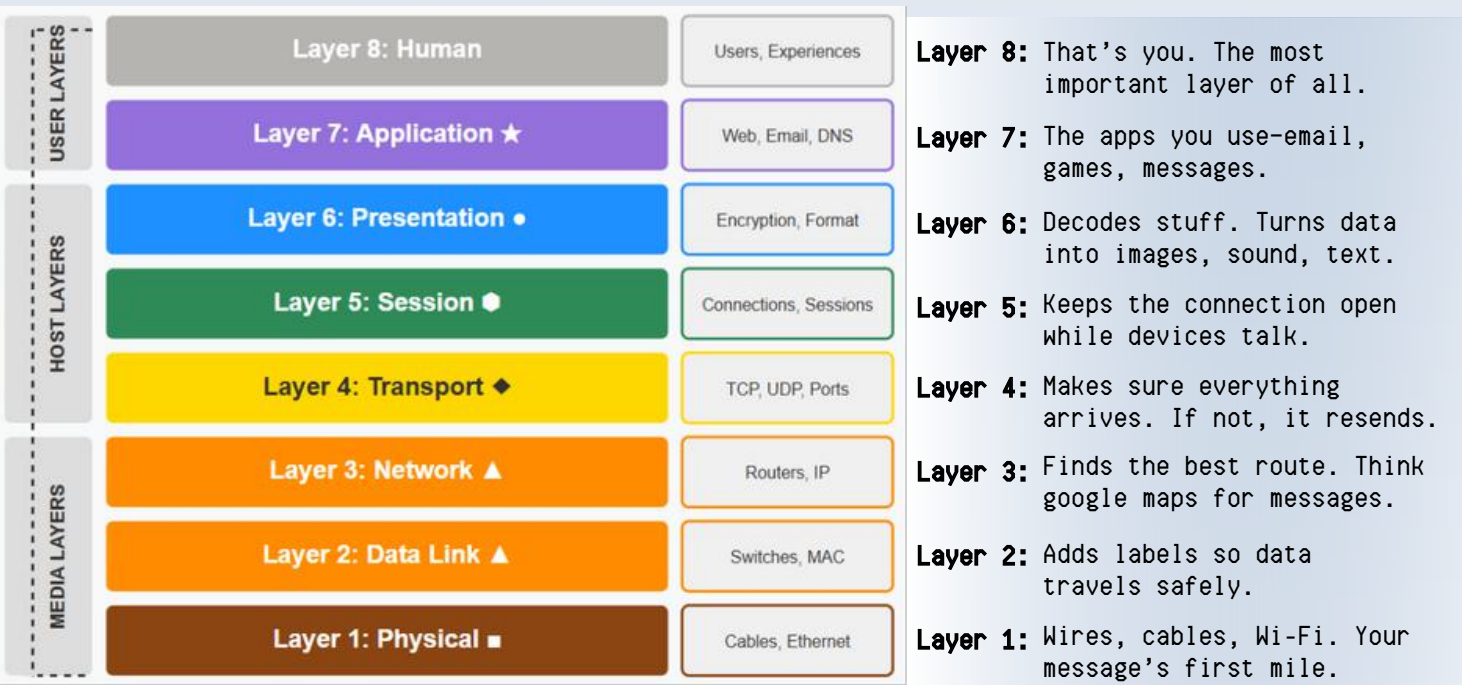 USER LAYERS
Layer 8: Human
Users, Experiences
Layer 7: Application ★
Web, Email, DNS
HOST LAYERS
Layer 6: Presentation ●
Encryption, Format
Layer 5: Session ⬢
Connections, Sessions
Layer 4: Transport ◆
TCP, UDP, Ports
MEDIA LAYERS
Layer 3: Network ▲
Routers, IP
Layer 2: Data Link ▲
Switches, MAC
Layer 1: Physical ■
Cables, Ethernet
Layer 8: That's you. The most
important layer of all.
Layer 7: The apps you use-email,
games, messages.
Layer 6: Decodes stuff. Turns data
into images, sound, text.
Layer 5: Keeps the connection open
while devices talk.
Layer 4: Makes sure everything
arrives. If not, it resends.
Layer 3: Finds the best route. Think
google maps for messages.
Layer 2: Adds labels so data
travels safely.
Layer 1: Wires, cables, Wi-Fi. Your
message's first mile.